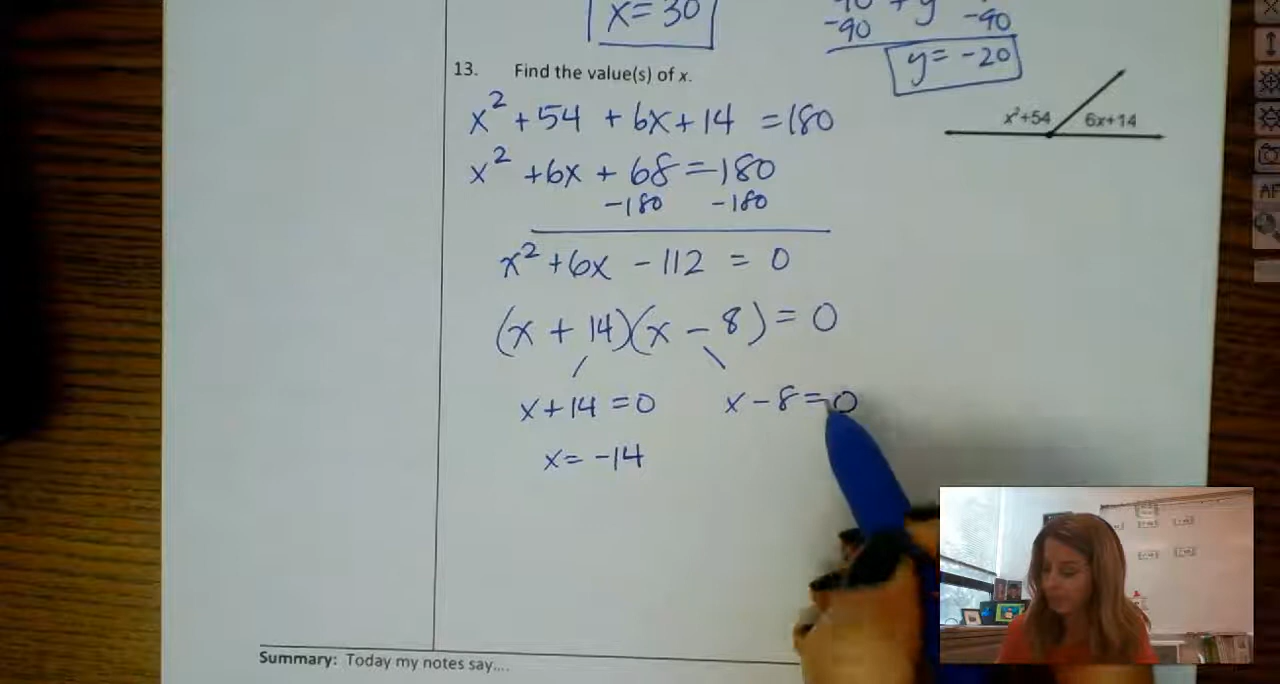 x = 30
+ y
-90 -90
y = -20
13. Find the value(s) of x.
x²+54 6x+14
x² + 54 + 6x + 14 = 180
x² + 6x + 68 = 180
-180 -180
x² + 6x - 112 = 0
(x + 14)(x - 8) = 0
x + 14 = 0 x - 8 = 0
x = -14
Summary: Today my notes say....
AF